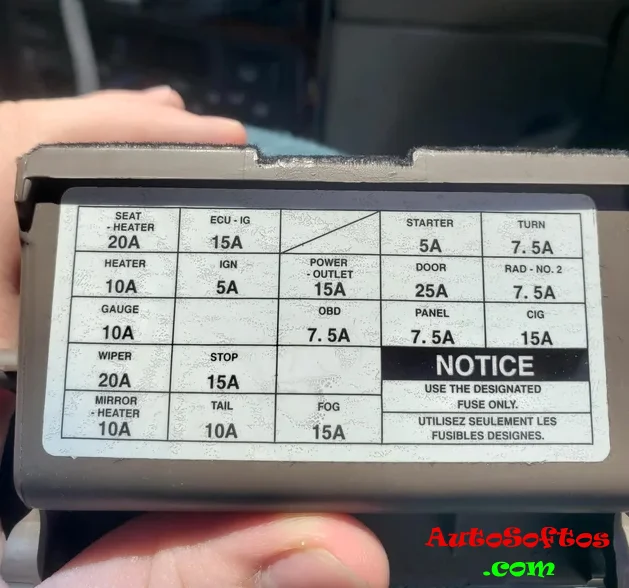 SEAT
- HEATER
20A
ECU - IG
15A
STARTER
5A
TURN
7. 5A
HEATER
10A
IGN
5A
POWER
- OUTLET
15A
DOOR
25A
RAD - NO. 2
7. 5A
GAUGE
10A
OBD
7. 5A
PANEL
7. 5A
CIG
15A
WIPER
20A
STOP
15A
NOTICE
USE THE DESIGNATED
FUSE ONLY.
MIRROR
- HEATER
10A
TAIL
10A
FOG
15A
UTILISEZ SEULEMENT LES
FUSIBLES DESIGNES.
AutoSoftos
.com